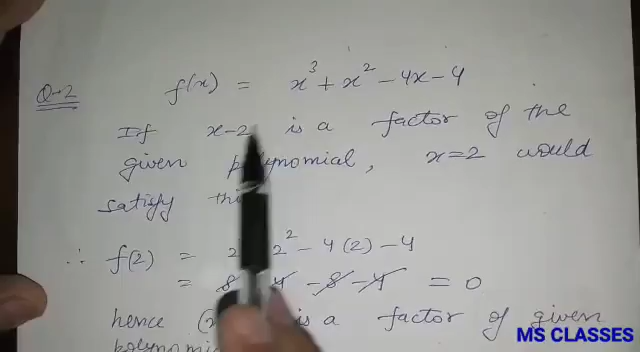 Q→2 f(x) = x³ + x² - 4x - 4
If x-2 is a factor of the
given polynomial, x=2 would
satisfy
∴ f(2) = 2² - 4(2) - 4
= 8 4 - 8 - 4 = 0
hence is a factor of given
polynomial
MS CLASSES